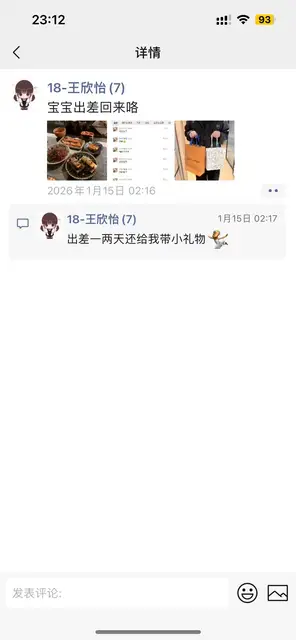 23:12
93
详情
18-王欣怡 (7)
宝宝出差回来咯
2026年1月15日 02:16
18-王欣怡 (7)
1月15日 02:17
出差一两天还给我带小礼物
发表评论: